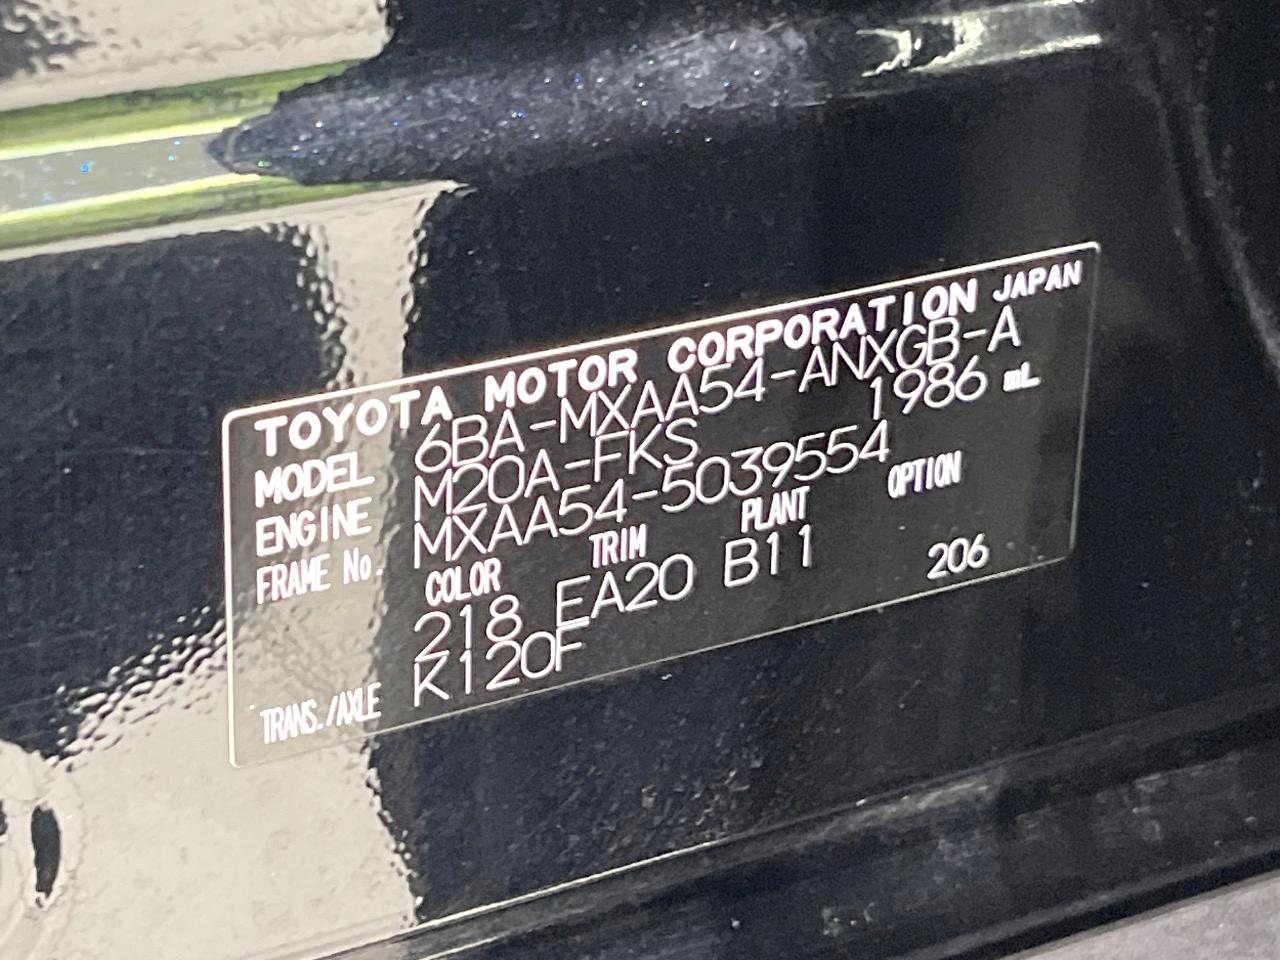 TOYOTA MOTOR CORPORATION JAPAN
MODEL 6BA-MXAA54-ANXGB-A
ENGINE M20A-FKS 1986 mL
FRAME No. MXAA54-5039554
COLOR TRIM PLANT OPTION
218 EA20 B11 206
TRANS./AXLE K120F